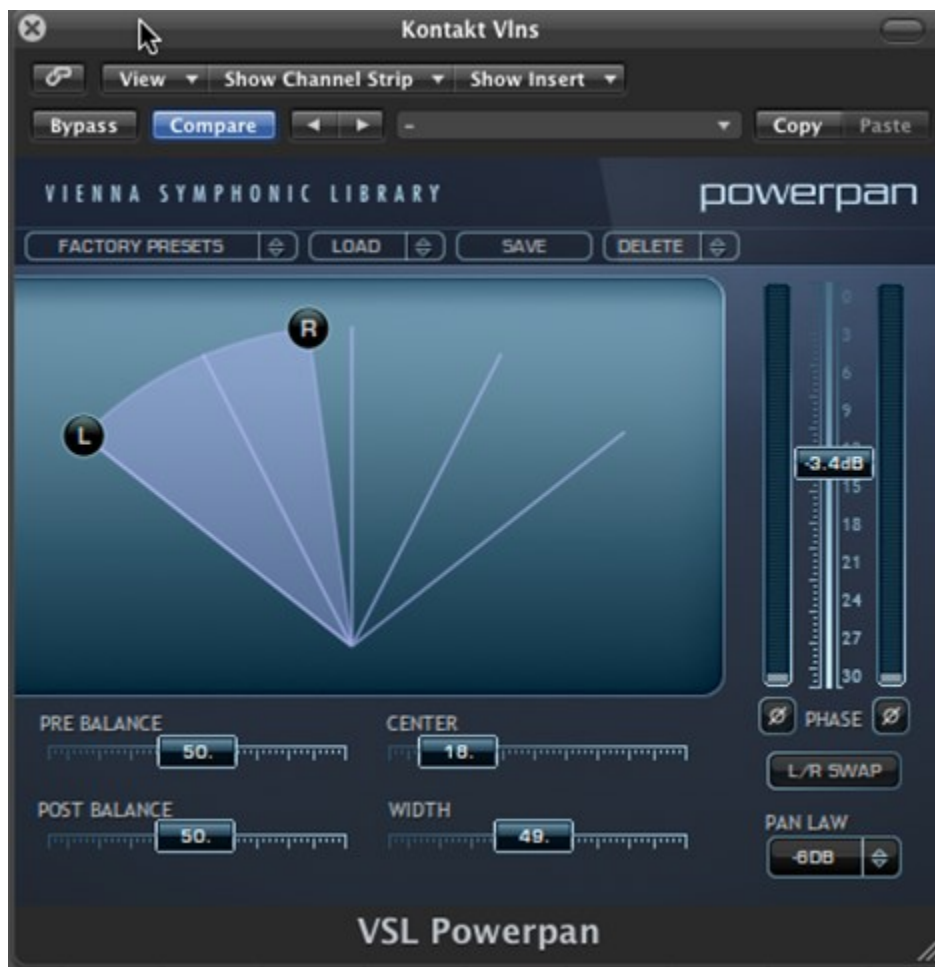 Kontakt Vlns
View Show Channel Strip Show Insert
Bypass Compare - Copy Paste
VIENNA SYMPHONIC LIBRARY powerpan
FACTORY PRESETS LOAD SAVE DELETE
L R
0
3
6
9
-3.4dB
15
18
21
24
27
30
PRE BALANCE CENTER Ø PHASE Ø
50. 18.
L/R SWAP
POST BALANCE WIDTH PAN LAW
50. 49.
-6DB
VSL Powerpan